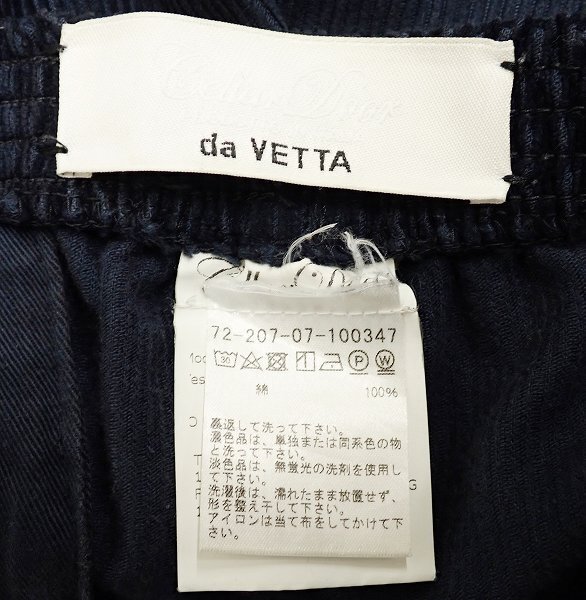 da VETTA
72-207-07-100347
綿 100%
裏返して洗って下さい。
濃色品は、単独または同系色の物
と洗って下さい。
淡色品は、無蛍光の洗剤を使用し
て下さい。
洗濯後は、濡れたまま放置せず、
形を整え干して下さい。
アイロンは当て布をしてかけて下
さい。